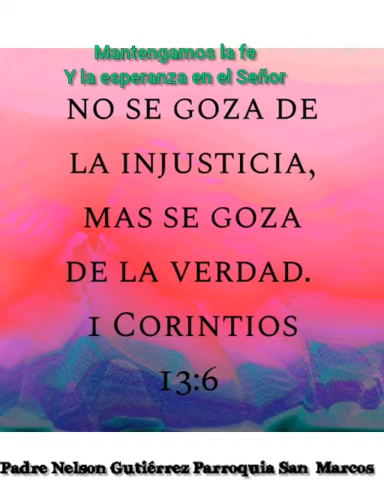 Mantengamos la fe
Y la esperanza en el Señor
NO SE GOZA DE
LA INJUSTICIA,
MAS SE GOZA
DE LA VERDAD.
1 CORINTIOS
13:6
Padre Nelson Gutiérrez Parroquia San Marcos